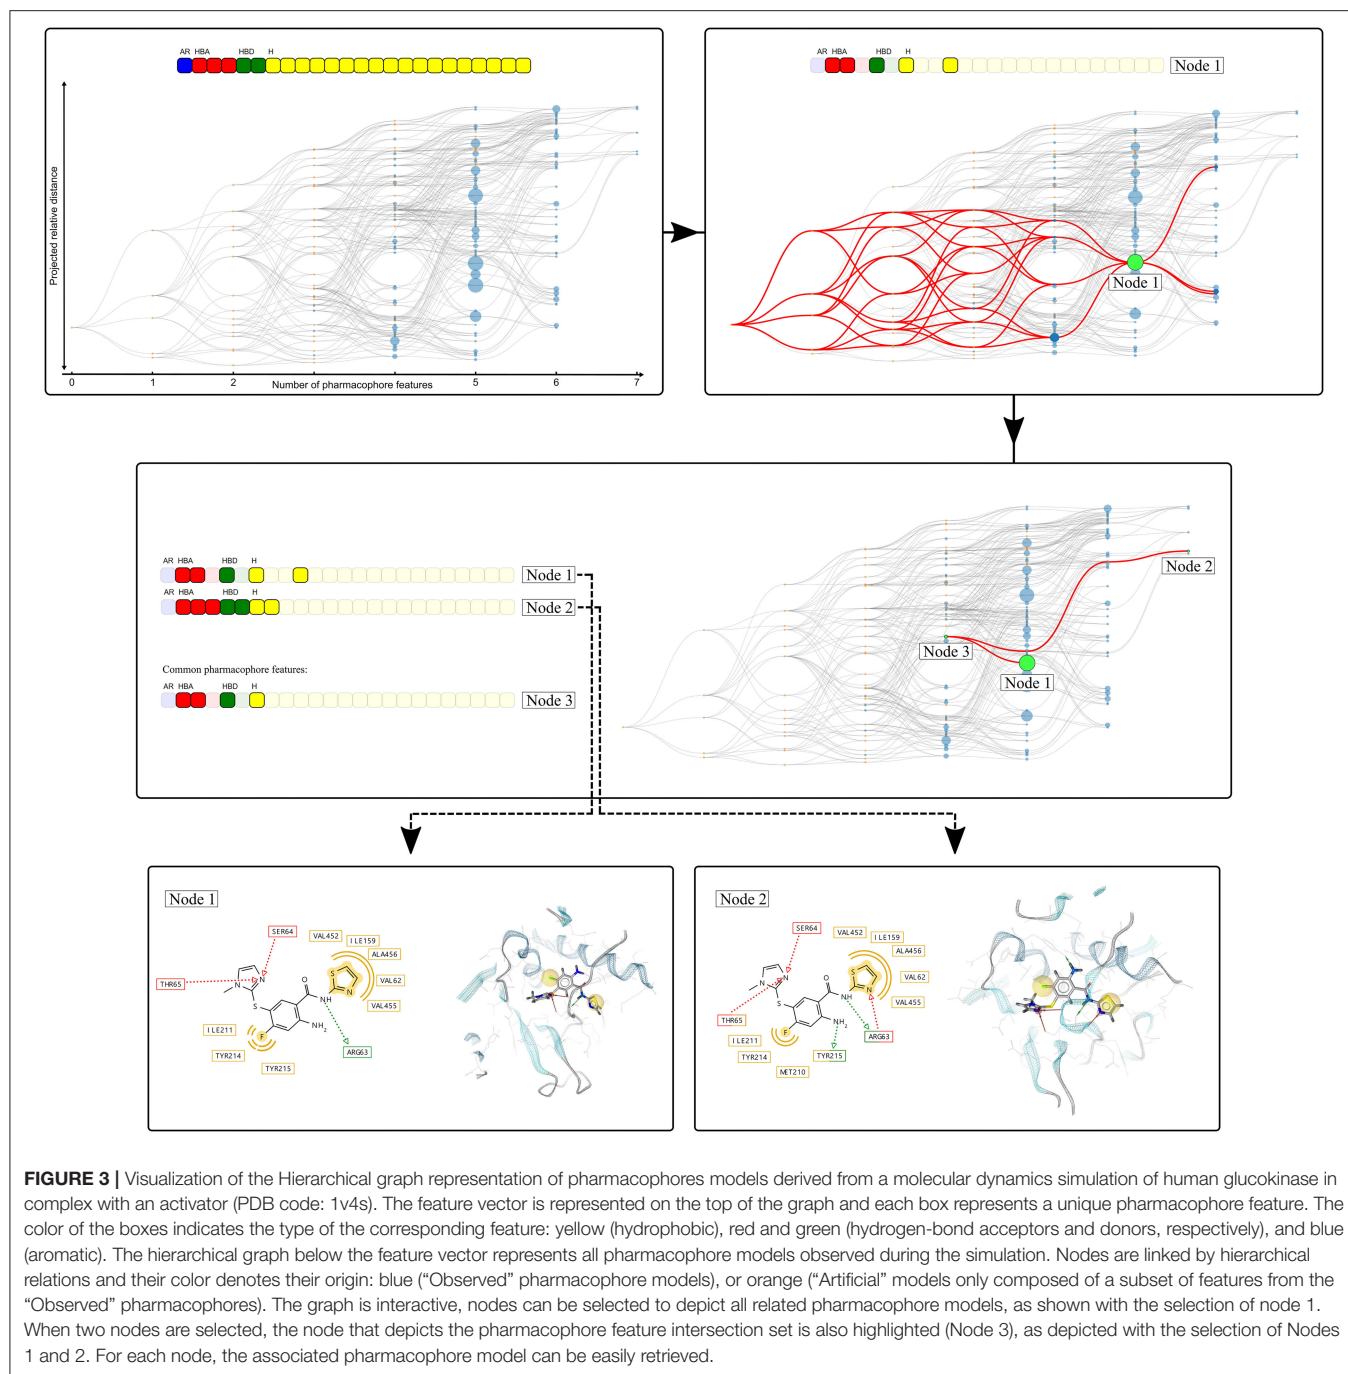 AR HBA HBD H
Projected relative distance
0 1 2 Number of pharmacophore features 5 6 7
AR HBA HBD H
Node 1
Node 1
AR HBA HBD H
Node 1
AR HBA HBD H
Node 2
Common pharmacophore features:
AR HBA HBD H
Node 3
Node 2
Node 3
Node 1
Node 1
SER64
VAL452
ILE159
ALA456
THR65
VAL62
VAL455
N
N
S
S
N
O
NH
NH2
F
ILE211
TYR214
TYR215
ARG63
Node 2
SER64
VAL452
ILE159
ALA456
VAL62
VAL455
THR65
N
N
S
S
N
O
NH
NH2
F
ILE211
TYR214
MET210
TYR215
ARG63
FIGURE 3 | Visualization of the Hierarchical graph representation of pharmacophores models derived from a molecular dynamics simulation of human glucokinase in
complex with an activator (PDB code: 1v4s). The feature vector is represented on the top of the graph and each box represents a unique pharmacophore feature. The
color of the boxes indicates the type of the corresponding feature: yellow (hydrophobic), red and green (hydrogen-bond acceptors and donors, respectively), and blue
(aromatic). The hierarchical graph below the feature vector represents all pharmacophore models observed during the simulation. Nodes are linked by hierarchical
relations and their color denotes their origin: blue (“Observed” pharmacophore models), or orange (“Artificial” models only composed of a subset of features from the
“Observed” pharmacophores). The graph is interactive, nodes can be selected to depict all related pharmacophore models, as shown with the selection of node 1.
When two nodes are selected, the node that depicts the pharmacophore feature intersection set is also highlighted (Node 3), as depicted with the selection of Nodes
1 and 2. For each node, the associated pharmacophore model can be easily retrieved.